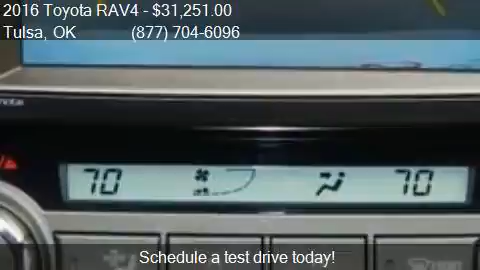 2016 Toyota RAV4 - $31,251.00
Tulsa, OK (877) 704-6096
70 70
Schedule a test drive today!